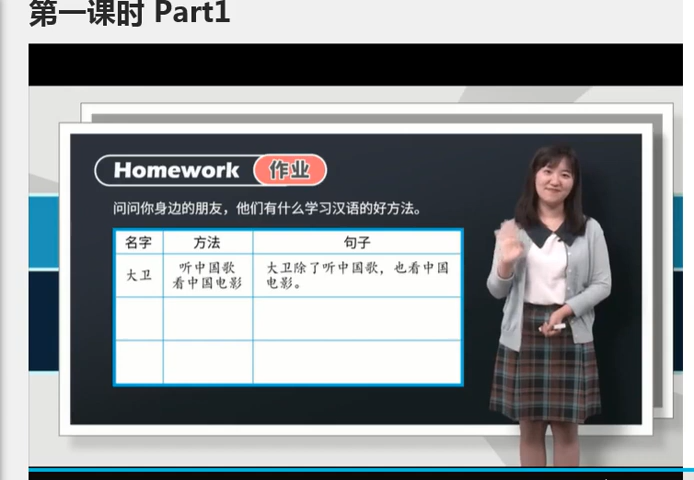 第一课时 Part1
Homework 作业
问问你身边的朋友，他们有什么学习汉语的好方法。
名字 方法 句子
大卫 听中国歌 大卫除了听中国歌，也看中国
看中国电影 电影。